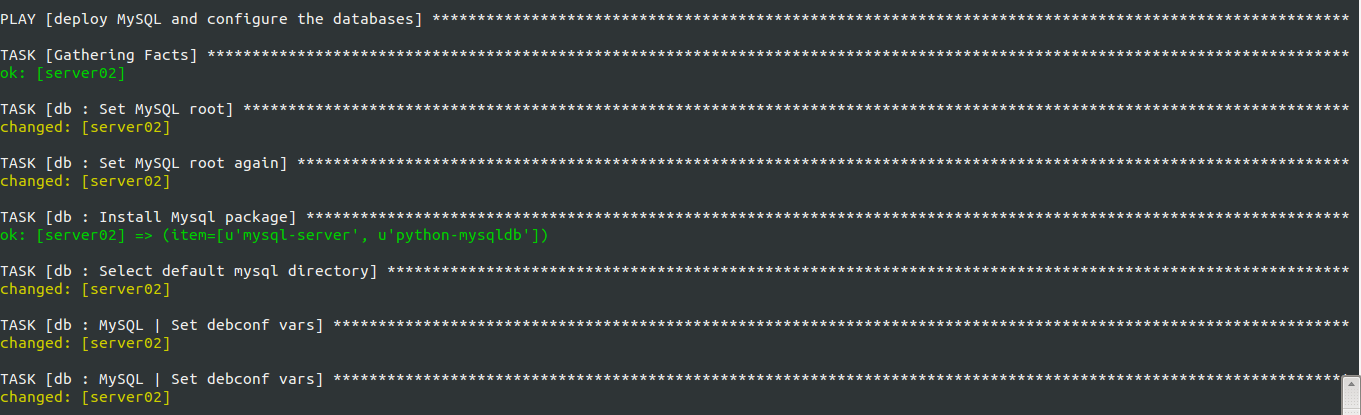 PLAY [deploy MySQL and configure the databases] ******************************************************************************************************
TASK [Gathering Facts] *******************************************************************************************************************************
ok: [server02]
TASK [db : Set MySQL root] ***************************************************************************************************************************
changed: [server02]
TASK [db : Set MySQL root again] *********************************************************************************************************************
changed: [server02]
TASK [db : Install Mysql package] ********************************************************************************************************************
ok: [server02] => (item=[u'mysql-server', u'python-mysqldb'])
TASK [db : Select default mysql directory] ***********************************************************************************************************
changed: [server02]
TASK [db : MySQL | Set debconf vars] *****************************************************************************************************************
changed: [server02]
TASK [db : MySQL | Set debconf vars] *****************************************************************************************************************
changed: [server02]